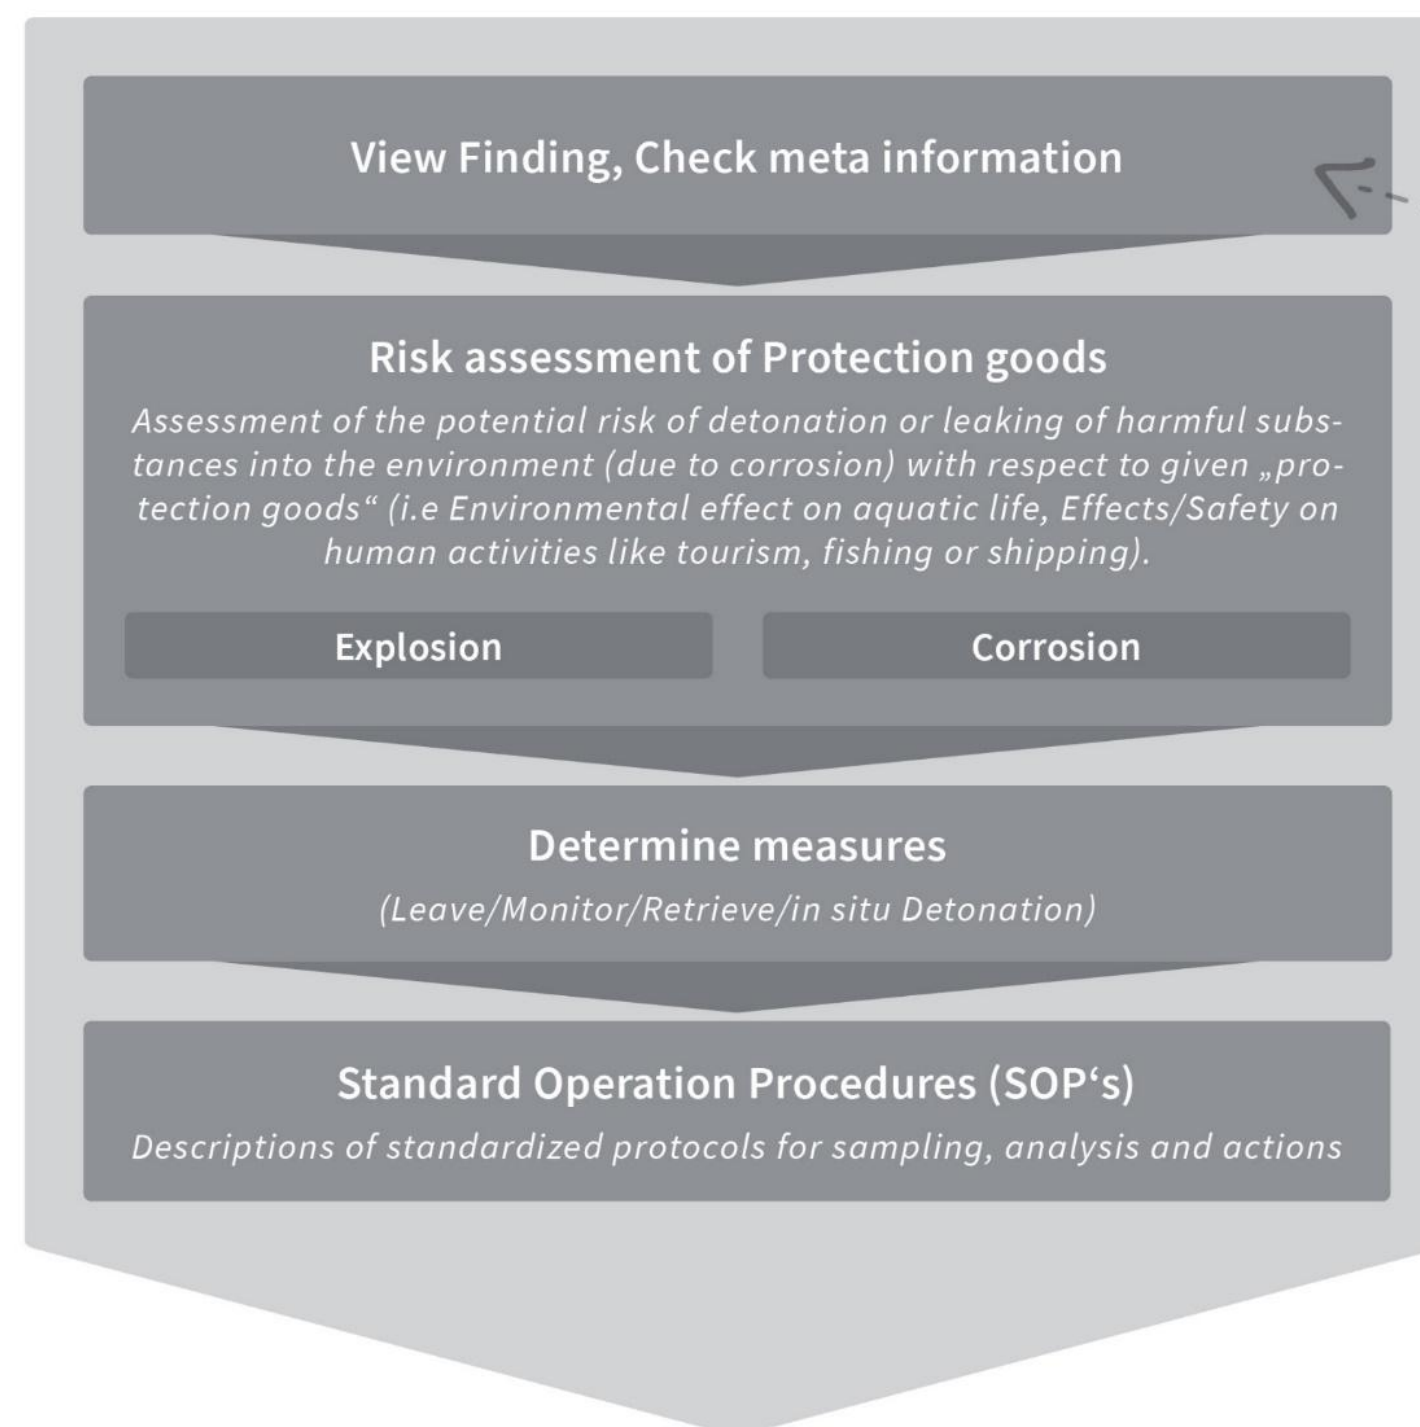 View Finding, Check meta information
Risk assessment of Protection goods
Assessment of the potential risk of detonation or leaking of harmful subs-
tances into the environment (due to corrosion) with respect to given „pro-
tection goods“ (i.e Environmental effect on aquatic life, Effects/Safety on
human activities like tourism, fishing or shipping).
Explosion
Corrosion
Determine measures
(Leave/Monitor/Retrieve/in situ Detonation)
Standard Operation Procedures (SOP‘s)
Descriptions of standardized protocols for sampling, analysis and actions